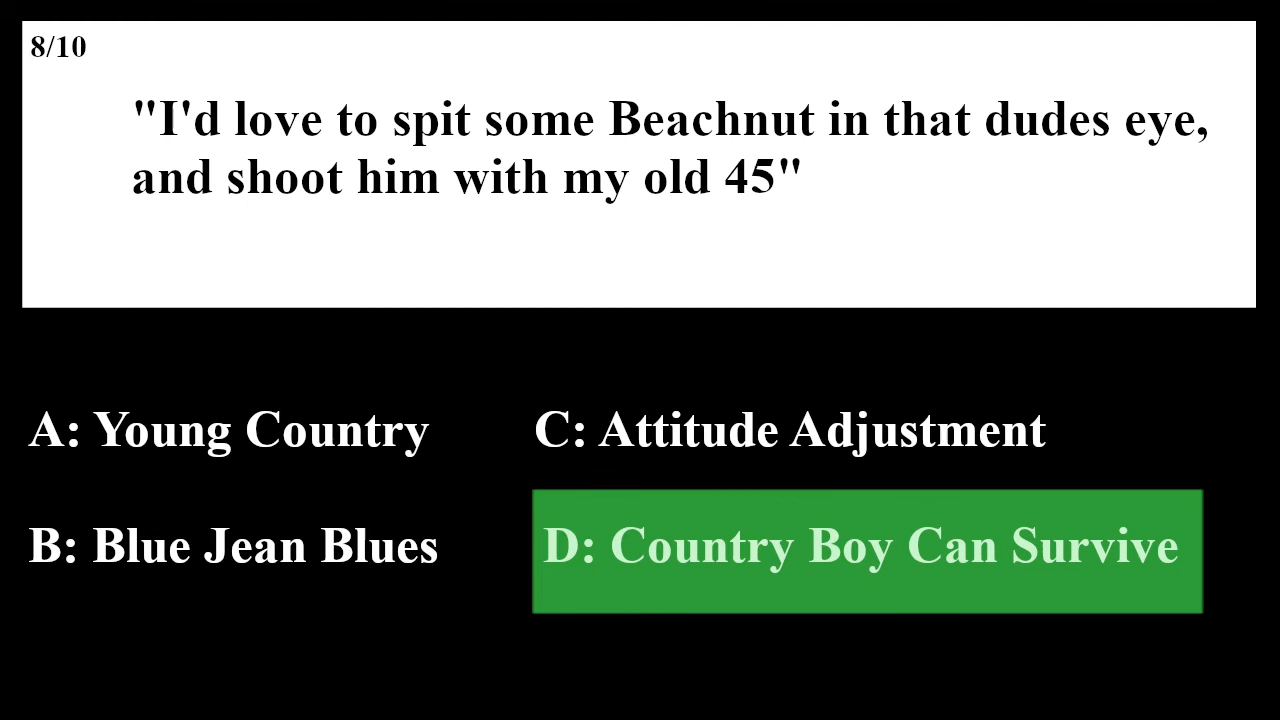 8/10
"I'd love to spit some Beachnut in that dudes eye,
and shoot him with my old 45"
A: Young Country
C: Attitude Adjustment
B: Blue Jean Blues
D: Country Boy Can Survive